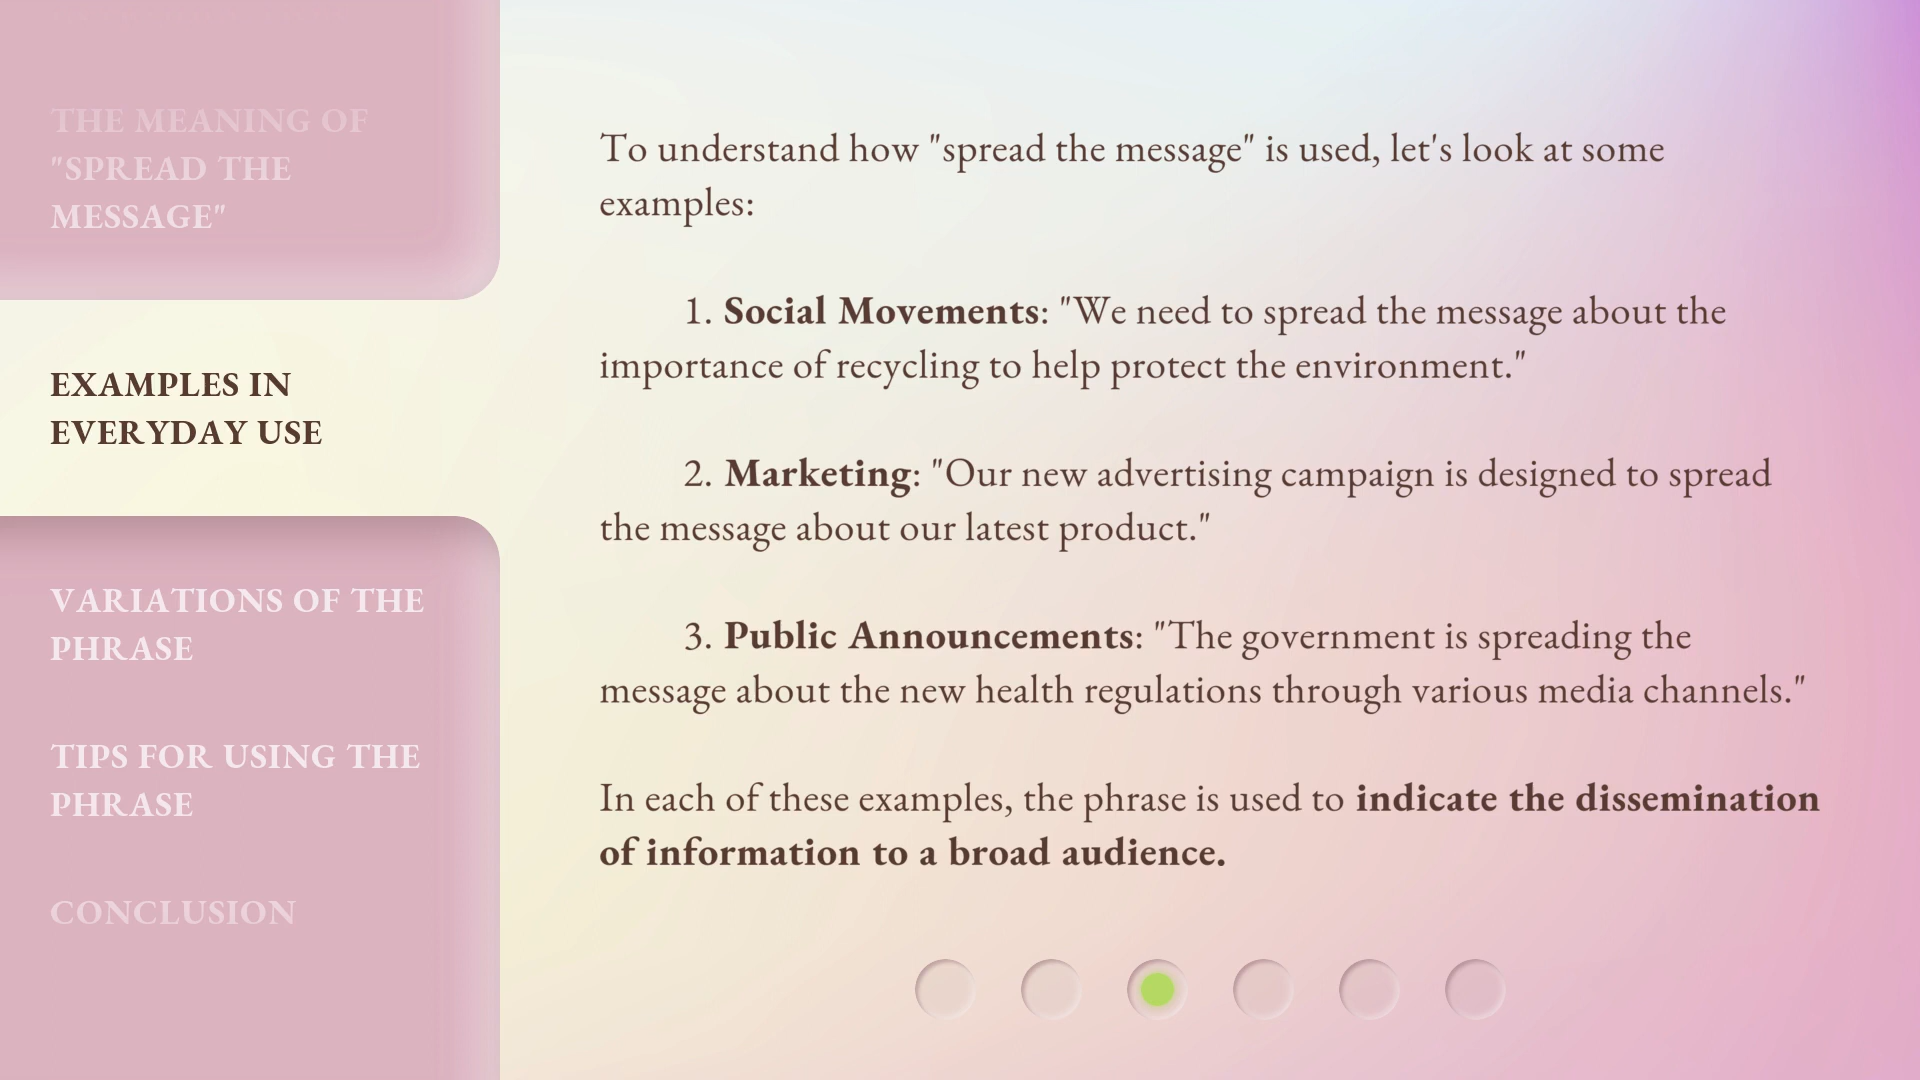 THE MEANING OF
"SPREAD THE
MESSAGE"
EXAMPLES IN
EVERYDAY USE
VARIATIONS OF THE
PHRASE
TIPS FOR USING THE
PHRASE
CONCLUSION
To understand how "spread the message" is used, let's look at some
examples:
1. Social Movements: "We need to spread the message about the
importance of recycling to help protect the environment."
2. Marketing: "Our new advertising campaign is designed to spread
the message about our latest product."
3. Public Announcements: "The government is spreading the
message about the new health regulations through various media channels."
In each of these examples, the phrase is used to indicate the dissemination
of information to a broad audience.